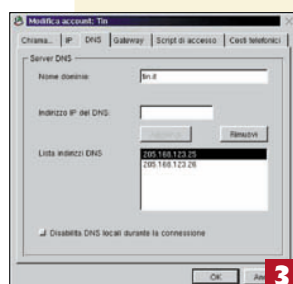 Modifica account: Tin
Chiama... IP DNS Gateway Script di accesso Costi telefonici
Server DNS
Nome dominio tin.it
Indirizzo IP del DNS
Rimuovi
Lista indirizzi DNS 205.168.123.25
205.168.123.26
Disabilita DNS locali durante la connessione
OK An
3